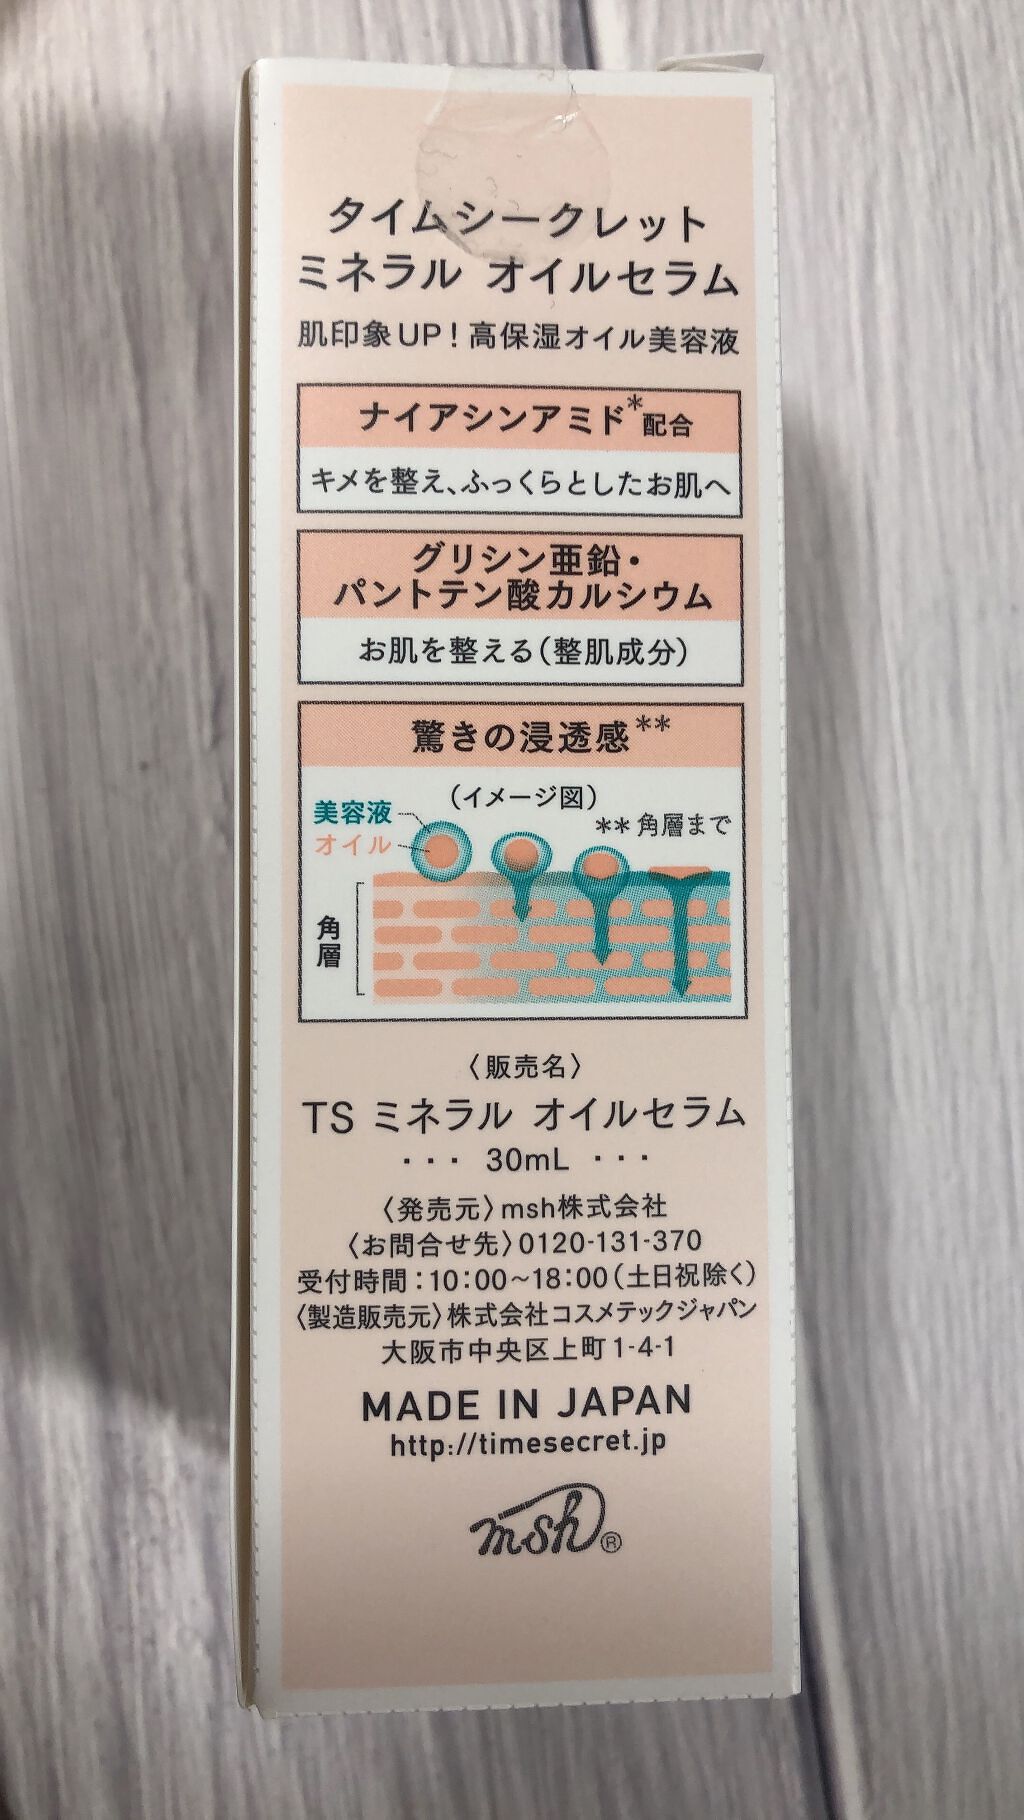 タイムシークレット
ミネラル オイルセラム
肌印象UP！高保湿オイル美容液
ナイアシンアミド*配合
キメを整え、ふっくらとしたお肌へ
グリシン亜鉛・
パントテン酸カルシウム
お肌を整える（整肌成分）
驚きの浸透感**
（イメージ図）
美容液
**角層まで
オイル
角層
〈販売名〉
TS ミネラル オイルセラム
・・・ 30mL ・・・
〈発売元〉msh株式会社
〈お問合せ先〉0120-131-370
受付時間：10：00～18：00（土日祝除く）
〈製造販売元〉株式会社コスメテックジャパン
大阪市中央区上町1-4-1
MADE IN JAPAN
http://timesecret.jp
msh®